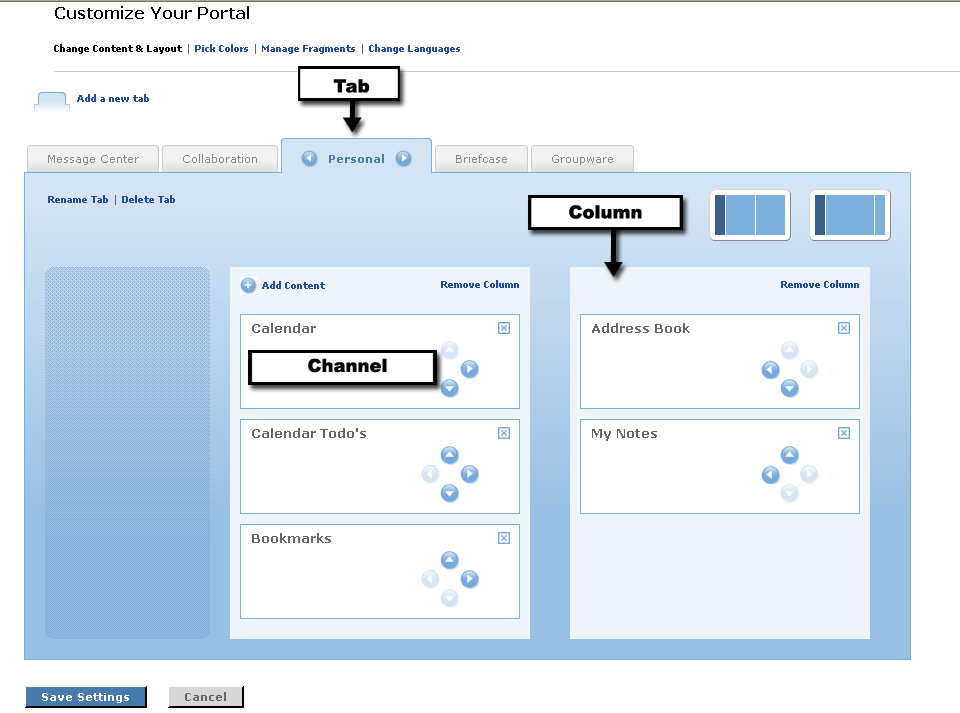 Customize Your Portal
Change Content & Layout | Pick Colors | Manage Fragments | Change Languages
Add a new tab
Tab
Message Center Collaboration Personal Briefcase Groupware
Rename Tab | Delete Tab
Column
Add Content Remove Column Remove Column
Calendar Address Book
Channel
Calendar Todo's My Notes
Bookmarks
Save Settings Cancel